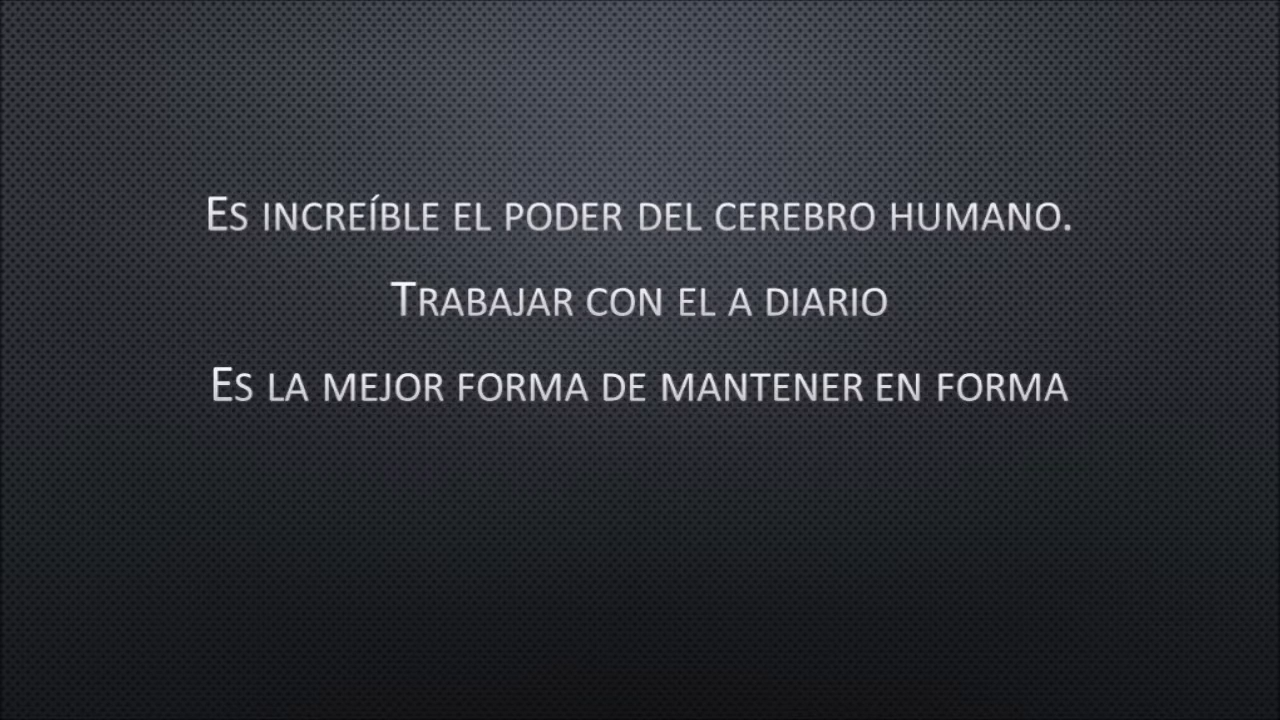 Es increíble el poder del cerebro humano.
Trabajar con el a diario
Es la mejor forma de mantener en forma